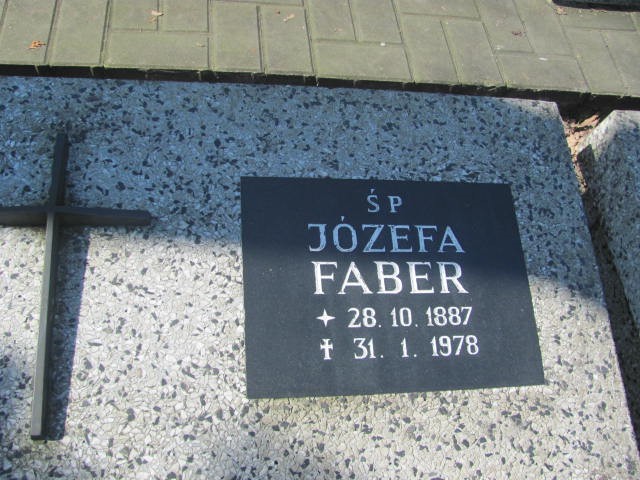 ŚP
JÓZEFA
FABER
✦ 28. 10. 1887
✝ 31. 1. 1978